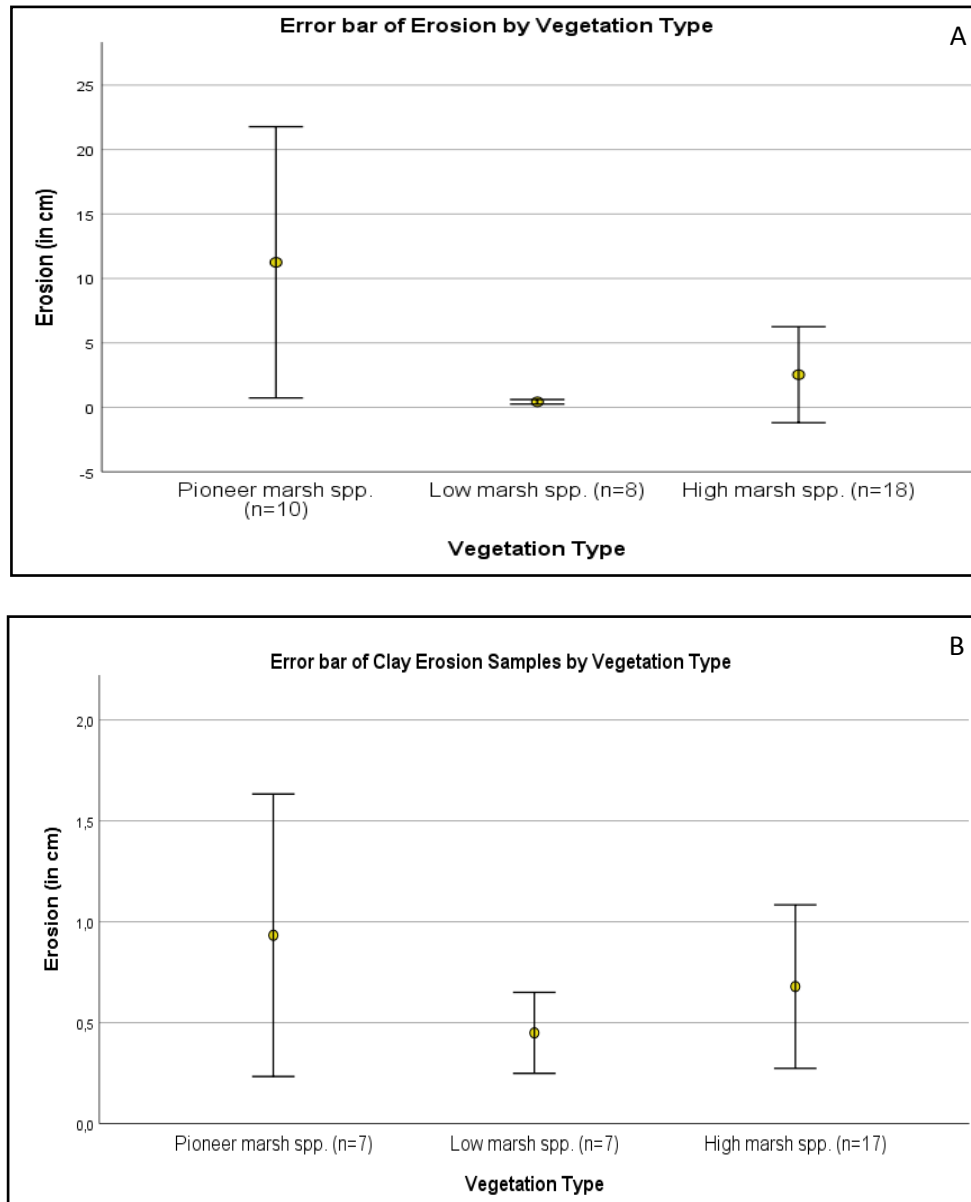 Error bar of Erosion by Vegetation Type
A
25
20
15
10
5
0
-5
Erosion (in cm)
Pioneer marsh spp. (n=10)
Low marsh spp. (n=8)
High marsh spp. (n=18)
Vegetation Type
B
Error bar of Clay Erosion Samples by Vegetation Type
2,0
1,5
1,0
0,5
0,0
Erosion (in cm)
Pioneer marsh spp. (n=7)
Low marsh spp. (n=7)
High marsh spp. (n=17)
Vegetation Type